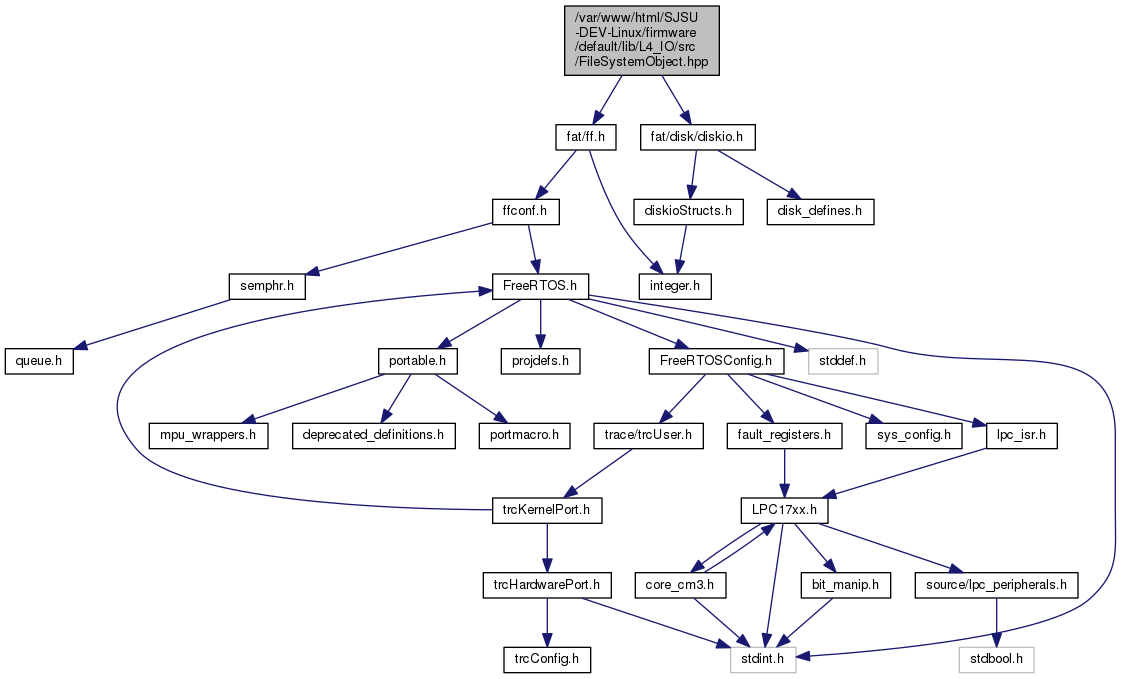 /var/www/html/SJSU
-DEV-Linux/firmware
/default/lib/L4_IO/src
/FileSystemObject.hpp
fat/ff.h
fat/disk/diskio.h
ffconf.h
diskioStructs.h
disk_defines.h
semphr.h
FreeRTOS.h
integer.h
queue.h
portable.h
projdefs.h
FreeRTOSConfig.h
stddef.h
mpu_wrappers.h
deprecated_definitions.h
portmacro.h
trace/trcUser.h
fault_registers.h
sys_config.h
lpc_isr.h
trcKernelPort.h
LPC17xx.h
trcHardwarePort.h
core_cm3.h
bit_manip.h
source/lpc_peripherals.h
trcConfig.h
stdint.h
stdbool.h